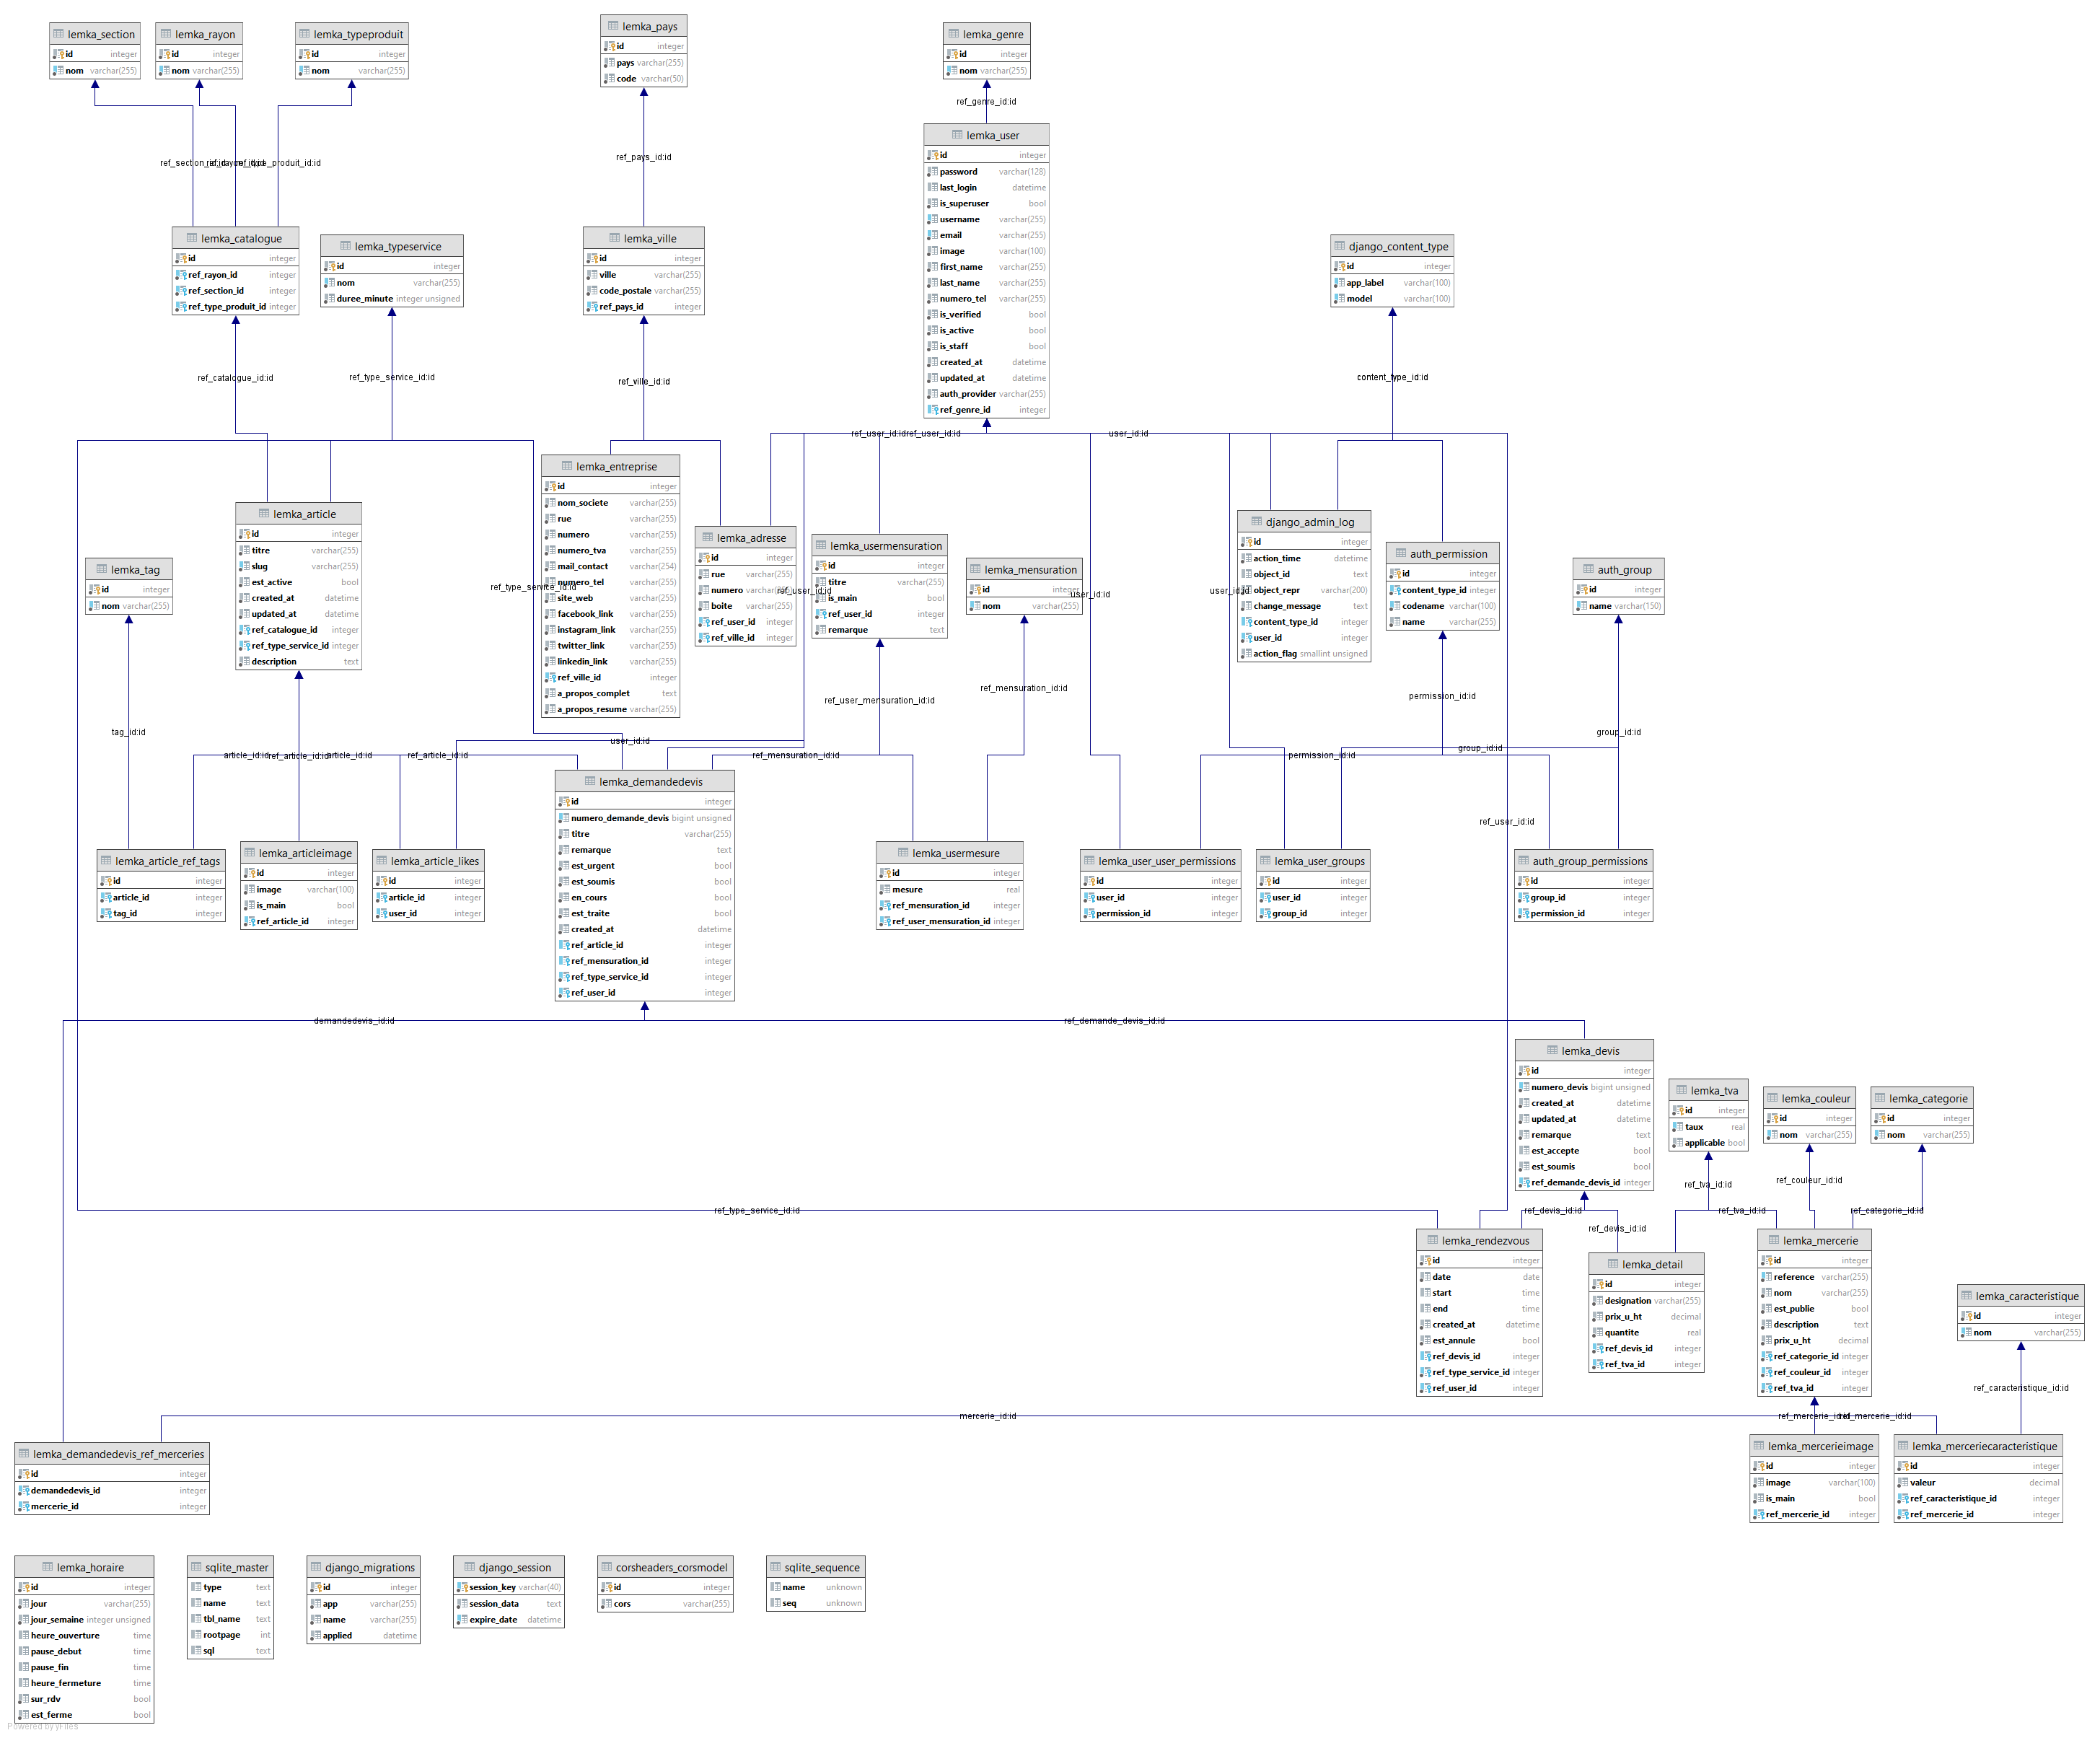 lemka_section
id integer
nom varchar(255)
lemka_rayon
id integer
nom varchar(255)
lemka_typeproduit
id integer
nom varchar(255)
lemka_pays
id integer
pays varchar(255)
code varchar(50)
lemka_genre
id integer
nom varchar(255)
ref_genre_id:id
lemka_user
id integer
password varchar(128)
last_login datetime
is_superuser bool
username varchar(255)
email varchar(255)
image varchar(100)
first_name varchar(255)
last_name varchar(255)
numero_tel varchar(255)
is_verified bool
is_active bool
is_staff bool
created_at datetime
updated_at datetime
auth_provider varchar(255)
ref_genre_id integer
ref_pays_id:id
lemka_catalogue
id integer
ref_rayon_id integer
ref_section_id integer
ref_type_produit_id integer
lemka_typeservice
id integer
nom varchar(255)
duree_minute integer unsigned
lemka_ville
id integer
ville varchar(255)
code_postale varchar(255)
ref_pays_id integer
django_content_type
id integer
app_label varchar(100)
model varchar(100)
ref_catalogue_id:id
ref_type_service_id:id
ref_ville_id:id
content_type_id:id
ref_user_id:id
ref_user_id:id
user_id:id
lemka_article
id integer
titre varchar(255)
slug varchar(255)
est_active bool
created_at datetime
updated_at datetime
ref_catalogue_id integer
ref_type_service_id integer
description text
lemka_entreprise
id integer
nom_societe varchar(255)
rue varchar(255)
numero varchar(255)
numero_tva varchar(255)
mail_contact varchar(254)
numero_tel varchar(255)
site_web varchar(255)
facebook_link varchar(255)
instagram_link varchar(255)
twitter_link varchar(255)
linkedin_link varchar(255)
ref_ville_id integer
a_propos_complet text
a_propos_resume varchar(255)
ref_type_service_id:id
lemka_adresse
id integer
rue varchar(255)
numero varchar(255)
boite varchar(255)
ref_user_id integer
ref_ville_id integer
ref_user_id:id
lemka_usermensuration
id integer
titre varchar(255)
is_main bool
ref_user_id integer
remarque text
lemka_mensuration
id integer
nom varchar(255)
user_id:id
django_admin_log
id integer
action_time datetime
object_id text
object_repr varchar(200)
change_message text
content_type_id integer
user_id integer
action_flag smallint unsigned
auth_permission
id integer
content_type_id integer
codename varchar(100)
name varchar(255)
auth_group
id integer
name varchar(150)
lemka_tag
id integer
nom varchar(255)
ref_user_mensuration_id:id
ref_mensuration_id:id
permission_id:id
tag_id:id
group_id:id
article_id:id
ref_article_id:id
article_id:id
ref_article_id:id
user_id:id
ref_mensuration_id:id
permission_id:id
group_id:id
lemka_demandedevis
id integer
numero_demande_devis bigint unsigned
titre varchar(255)
remarque text
est_urgent bool
est_soumis bool
en_cours bool
est_traite bool
created_at datetime
ref_article_id integer
ref_mensuration_id integer
ref_type_service_id integer
ref_user_id integer
ref_user_id:id
lemka_article_ref_tags
id integer
article_id integer
tag_id integer
lemka_articleimage
id integer
image varchar(100)
is_main bool
ref_article_id integer
lemka_article_likes
id integer
article_id integer
user_id integer
lemka_usermesure
id integer
mesure real
ref_mensuration_id integer
ref_user_mensuration_id integer
lemka_user_user_permissions
id integer
user_id integer
permission_id integer
lemka_user_groups
id integer
user_id integer
group_id integer
auth_group_permissions
id integer
group_id integer
permission_id integer
demandedevis_id:id
ref_demande_devis_id:id
lemka_devis
id integer
numero_devis bigint unsigned
created_at datetime
updated_at datetime
remarque text
est_accepte bool
est_soumis bool
ref_demande_devis_id integer
lemka_tva
id integer
taux real
applicable bool
lemka_couleur
id integer
nom varchar(255)
lemka_categorie
id integer
nom varchar(255)
ref_tva_id:id
ref_couleur_id:id
ref_type_service_id:id
ref_devis_id:id
ref_tva_id:id
ref_categorie_id:id
ref_devis_id:id
lemka_rendezvous
id integer
date date
start time
end time
created_at datetime
est_annule bool
ref_devis_id integer
ref_type_service_id integer
ref_user_id integer
lemka_detail
id integer
designation varchar(255)
prix_u_ht decimal
quantite real
ref_devis_id integer
ref_tva_id integer
lemka_mercerie
id integer
reference varchar(255)
nom varchar(255)
est_publie bool
description text
prix_u_ht decimal
ref_categorie_id integer
ref_couleur_id integer
ref_tva_id integer
lemka_caracteristique
id integer
nom varchar(255)
ref_caracteristique_id:id
mercerie_id:id
ref_mercerie_id:id
ref_mercerie_id:id
lemka_demandedevis_ref_merceries
id integer
demandedevis_id integer
mercerie_id integer
lemka_mercerieimage
id integer
image varchar(100)
is_main bool
ref_mercerie_id integer
lemka_merceriecaracteristique
id integer
valeur decimal
ref_caracteristique_id integer
ref_mercerie_id integer
lemka_horaire
id integer
jour varchar(255)
jour_semaine integer unsigned
heure_ouverture time
pause_debut time
pause_fin time
heure_fermeture time
sur_rdv bool
est_ferme bool
sqlite_master
type text
name text
tbl_name text
rootpage int
sql text
django_migrations
id integer
app varchar(255)
name varchar(255)
applied datetime
django_session
session_key varchar(40)
session_data text
expire_date datetime
corsheaders_corsmodel
id integer
cors varchar(255)
sqlite_sequence
name unknown
seq unknown
Powered by yFiles